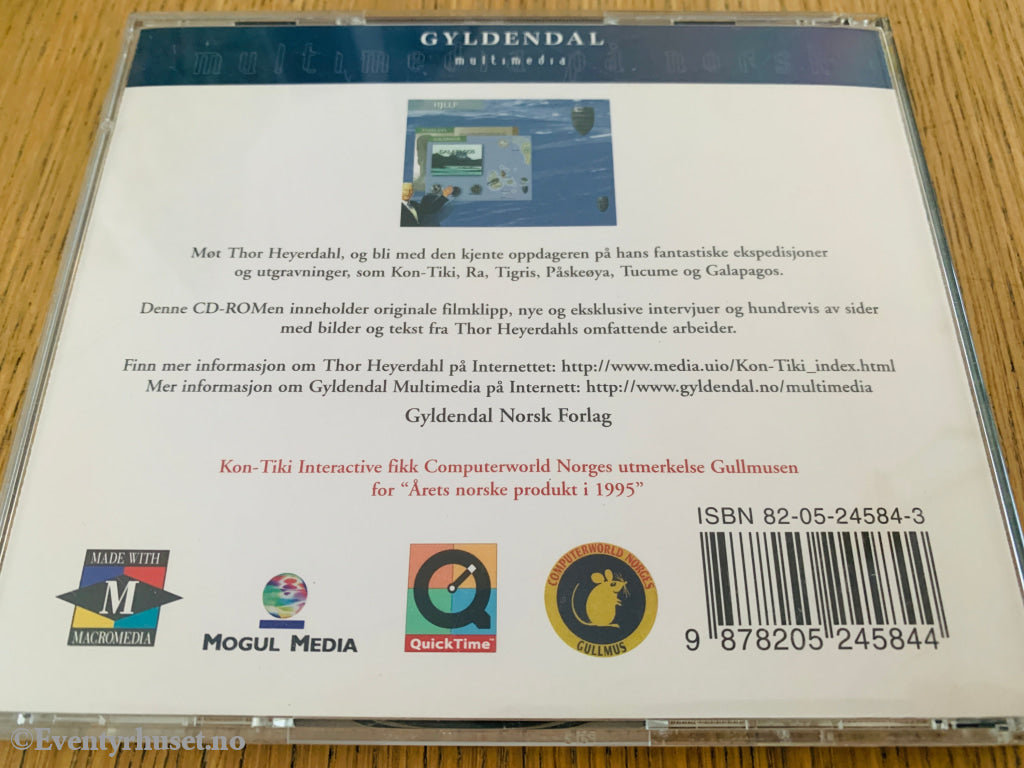 GYLDENDAL
multimedia
multimedia på norsk
HJELP
GALAPAGOS
Møt Thor Heyerdahl, og bli med den kjente oppdageren på hans fantastiske ekspedisjoner
og utgravninger, som Kon-Tiki, Ra, Tigris, Påskeøya, Tucume og Galapagos.
Denne CD-ROMen inneholder originale filmklipp, nye og eksklusive intervjuer og hundrevis av sider
med bilder og tekst fra Thor Heyerdahls omfattende arbeider.
Finn mer informasjon om Thor Heyerdahl på Internettet: http://www.media.uio/Kon-Tiki_index.html
Mer informasjon om Gyldendal Multimedia på Internett: http://www.gyldendal.no/multimedia
Gyldendal Norsk Forlag
Kon-Tiki Interactive fikk Computerworld Norges utmerkelse Gullmusen
for “Årets norske produkt i 1995”
ISBN 82-05-24584-3
MADE WITH
M
MACROMEDIA
MOGUL MEDIA
QuickTime™
COMPUTERWORLD NORGES
GULLMUS
9 878205 245844
©Eventyrhuset.no